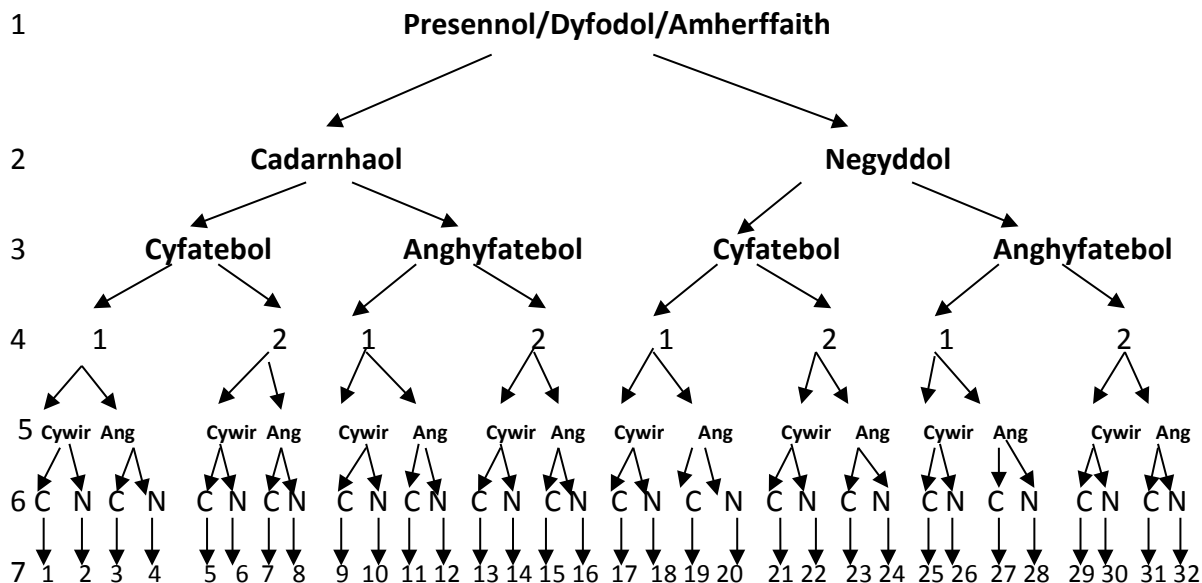 1 Presennol/Dyfodol/Amherffaith
2 Cadarnhaol Negyddol
3 Cyfatebol Anghyfatebol Cyfatebol Anghyfatebol
4 1 2 1 2 1 2 1 2
5 Cywir Ang Cywir Ang Cywir Ang Cywir Ang Cywir Ang Cywir Ang Cywir Ang Cywir Ang
6 C N C N C N C N C N C N C N C N C N C N C N C N C N C N C N C N
7 1 2 3 4 5 6 7 8 9 10 11 12 13 14 15 16 17 18 19 20 21 22 23 24 25 26 27 28 29 30 31 32